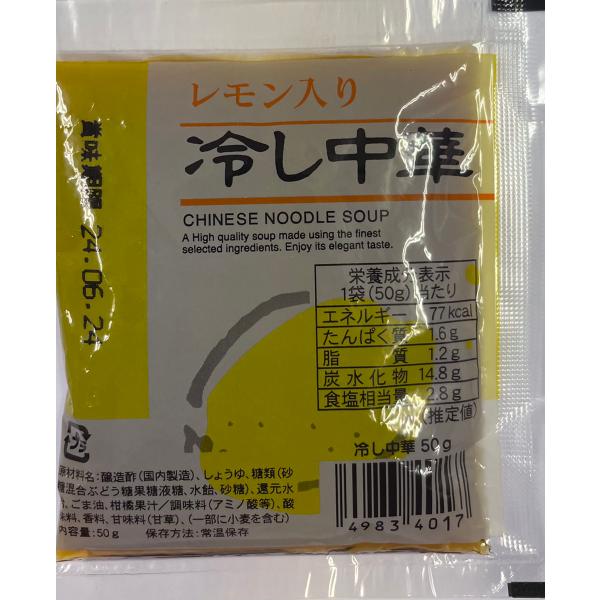 レモン入り
冷し中華
CHINESE NOODLE SOUP
A High quality soup made using the finest
selected ingredients. Enjoy its elegant taste.
賞味期限 24.06.24
栄養成分表示
1袋(50g)当たり
エネルギー 77kcal
たんぱく質 1.6g
脂質 1.2g
炭水化物 14.8g
食塩相当量 2.8g
(推定値)
冷し中華 50g
原材料名:醸造酢(国内製造)、しょうゆ、糖類(砂
糖混合ぶどう糖果糖液糖、水飴、砂糖)、還元水
、ごま油、柑橘果汁/調味料(アミノ酸等)、酸
味料、香料、甘味料(甘草)、(一部に小麦を含む)
内容量:50g 保存方法:常温保存
4983 4017